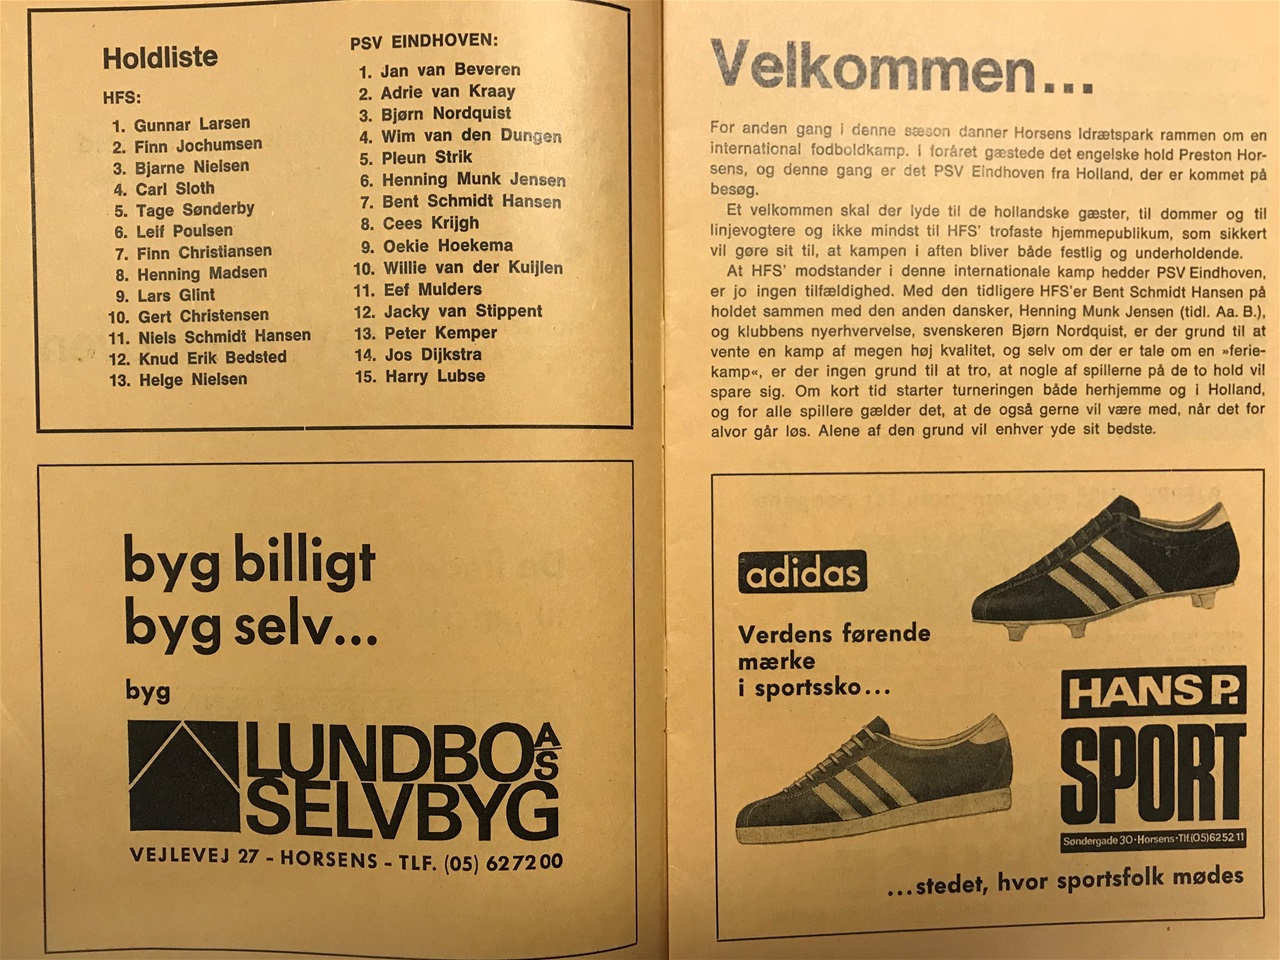 Holdliste
HFS:
1. Gunnar Larsen
2. Finn Jochumsen
3. Bjarne Nielsen
4. Carl Sloth
5. Tage Sønderby
6. Leif Poulsen
7. Finn Christiansen
8. Henning Madsen
9. Lars Glint
10. Gert Christensen
11. Niels Schmidt Hansen
12. Knud Erik Bedsted
13. Helge Nielsen
PSV EINDHOVEN:
1. Jan van Beveren
2. Adrie van Kraay
3. Bjørn Nordquist
4. Wim van den Dungen
5. Pleun Strik
6. Henning Munk Jensen
7. Bent Schmidt Hansen
8. Cees Krijgh
9. Oekie Hoekema
10. Willie van der Kuijlen
11. Eef Mulders
12. Jacky van Stippent
13. Peter Kemper
14. Jos Dijkstra
15. Harry Lubse
byg billigt
byg selv...
byg
LUNDBO A/S
SELVBYG
VEJLEVEJ 27 - HORSENS - TLF. (05) 627200
Velkommen...
For anden gang i denne sæson danner Horsens Idrætspark rammen om en
international fodboldkamp. I foråret gæstede det engelske hold Preston Hor-
sens, og denne gang er det PSV Eindhoven fra Holland, der er kommet på
besøg.
Et velkommen skal der lyde til de hollandske gæster, til dommer og til
linjevogtere og ikke mindst til HFS' trofaste hjemmepublikum, som sikkert
vil gøre sit til, at kampen i aften bliver både festlig og underholdende.
At HFS' modstander i denne internationale kamp hedder PSV Eindhoven,
er jo ingen tilfældighed. Med den tidligere HFS'er Bent Schmidt Hansen på
holdet sammen med den anden dansker, Henning Munk Jensen (tidl. Aa. B.),
og klubbens nyerhvervelse, svenskeren Bjørn Nordquist, er der grund til at
vente en kamp af megen høj kvalitet, og selv om der er tale om en »ferie-
kamp«, er der ingen grund til at tro, at nogle af spillerne på de to hold vil
spare sig. Om kort tid starter turneringen både herhjemme og i Holland,
og for alle spillere gælder det, at de også gerne vil være med, når det for
alvor går løs. Alene af den grund vil enhver yde sit bedste.
adidas
Verdens førende
mærke
i sportssko...
HANS P.
SPORT
Søndergade 30 · Horsens · Tlf. (05) 62 52 11
...stedet, hvor sportsfolk mødes